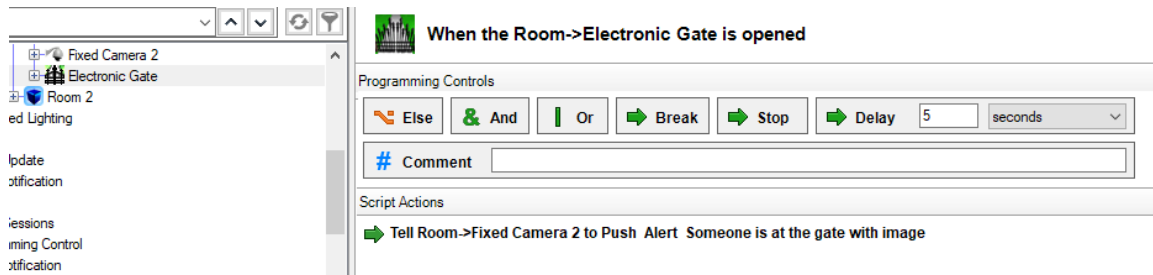 Fixed Camera 2
Electronic Gate
Room 2
ed Lighting
Update
otification
Sessions
ming Control
otification
When the Room->Electronic Gate is opened
Programming Controls
Else
& And
Or
Break
Stop
Delay
5
seconds
# Comment
Script Actions
Tell Room->Fixed Camera 2 to Push Alert Someone is at the gate with image